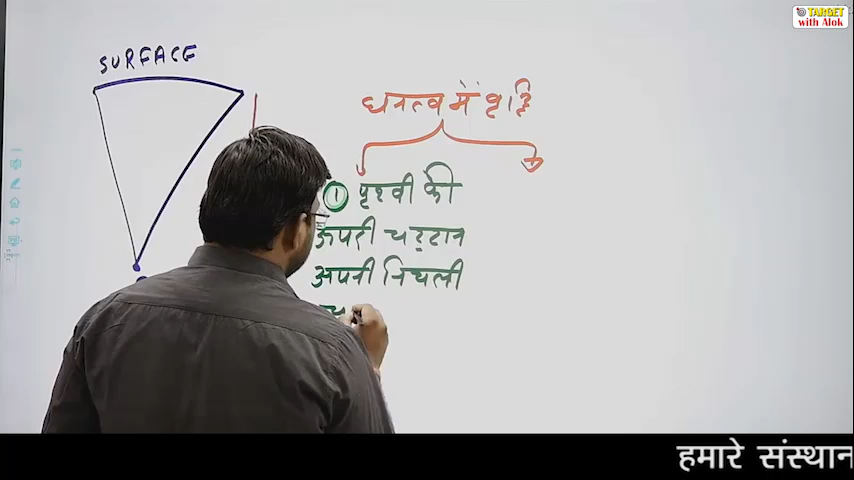 TARGET
with Alok
SURFACE
घनत्व में वृद्धि
① पृथ्वी की
ऊपरी चट्टान
अपनी निचली
हमारे संस्थान